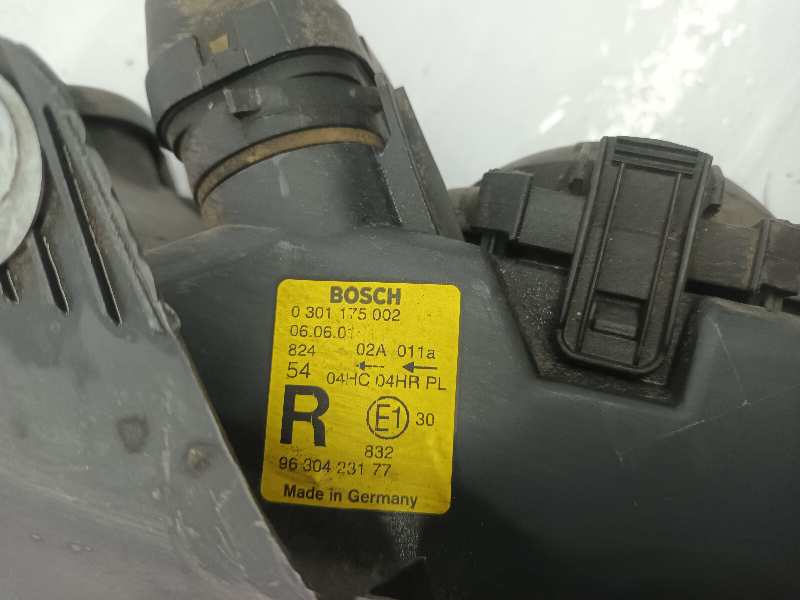 BOSCH
0 301 175 002
06.06.01
824 02A 011a
54 04HC 04HR PL
R E1 30
832
96 304 231 77
Made in Germany